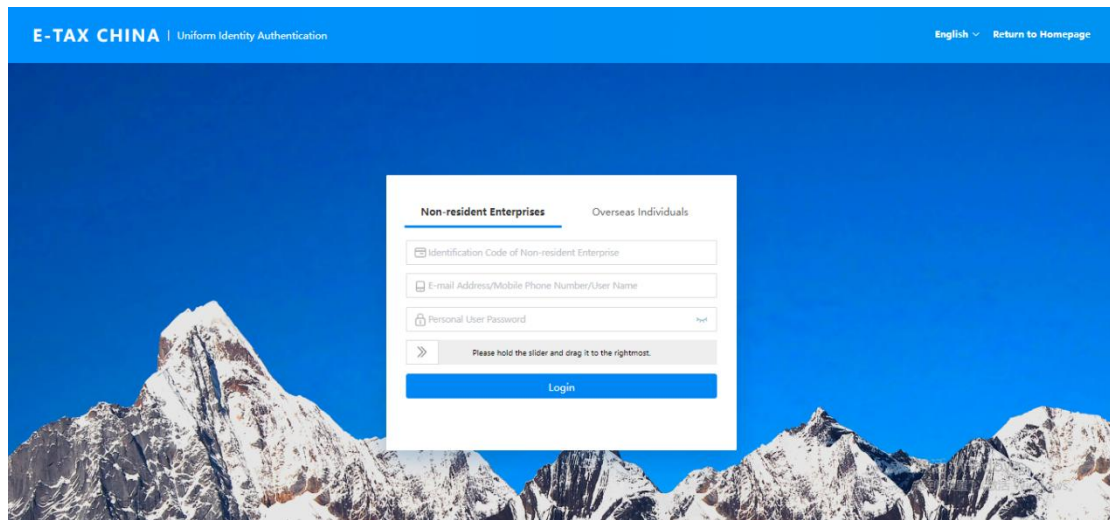 E-TAX CHINA | Uniform Identity Authentication
English Return to Homepage
Non-resident Enterprises Overseas Individuals
Identification Code of Non-resident Enterprise
E-mail Address/Mobile Phone Number/User Name
Personal User Password
Please hold the slider and drag it to the rightmost.
Login